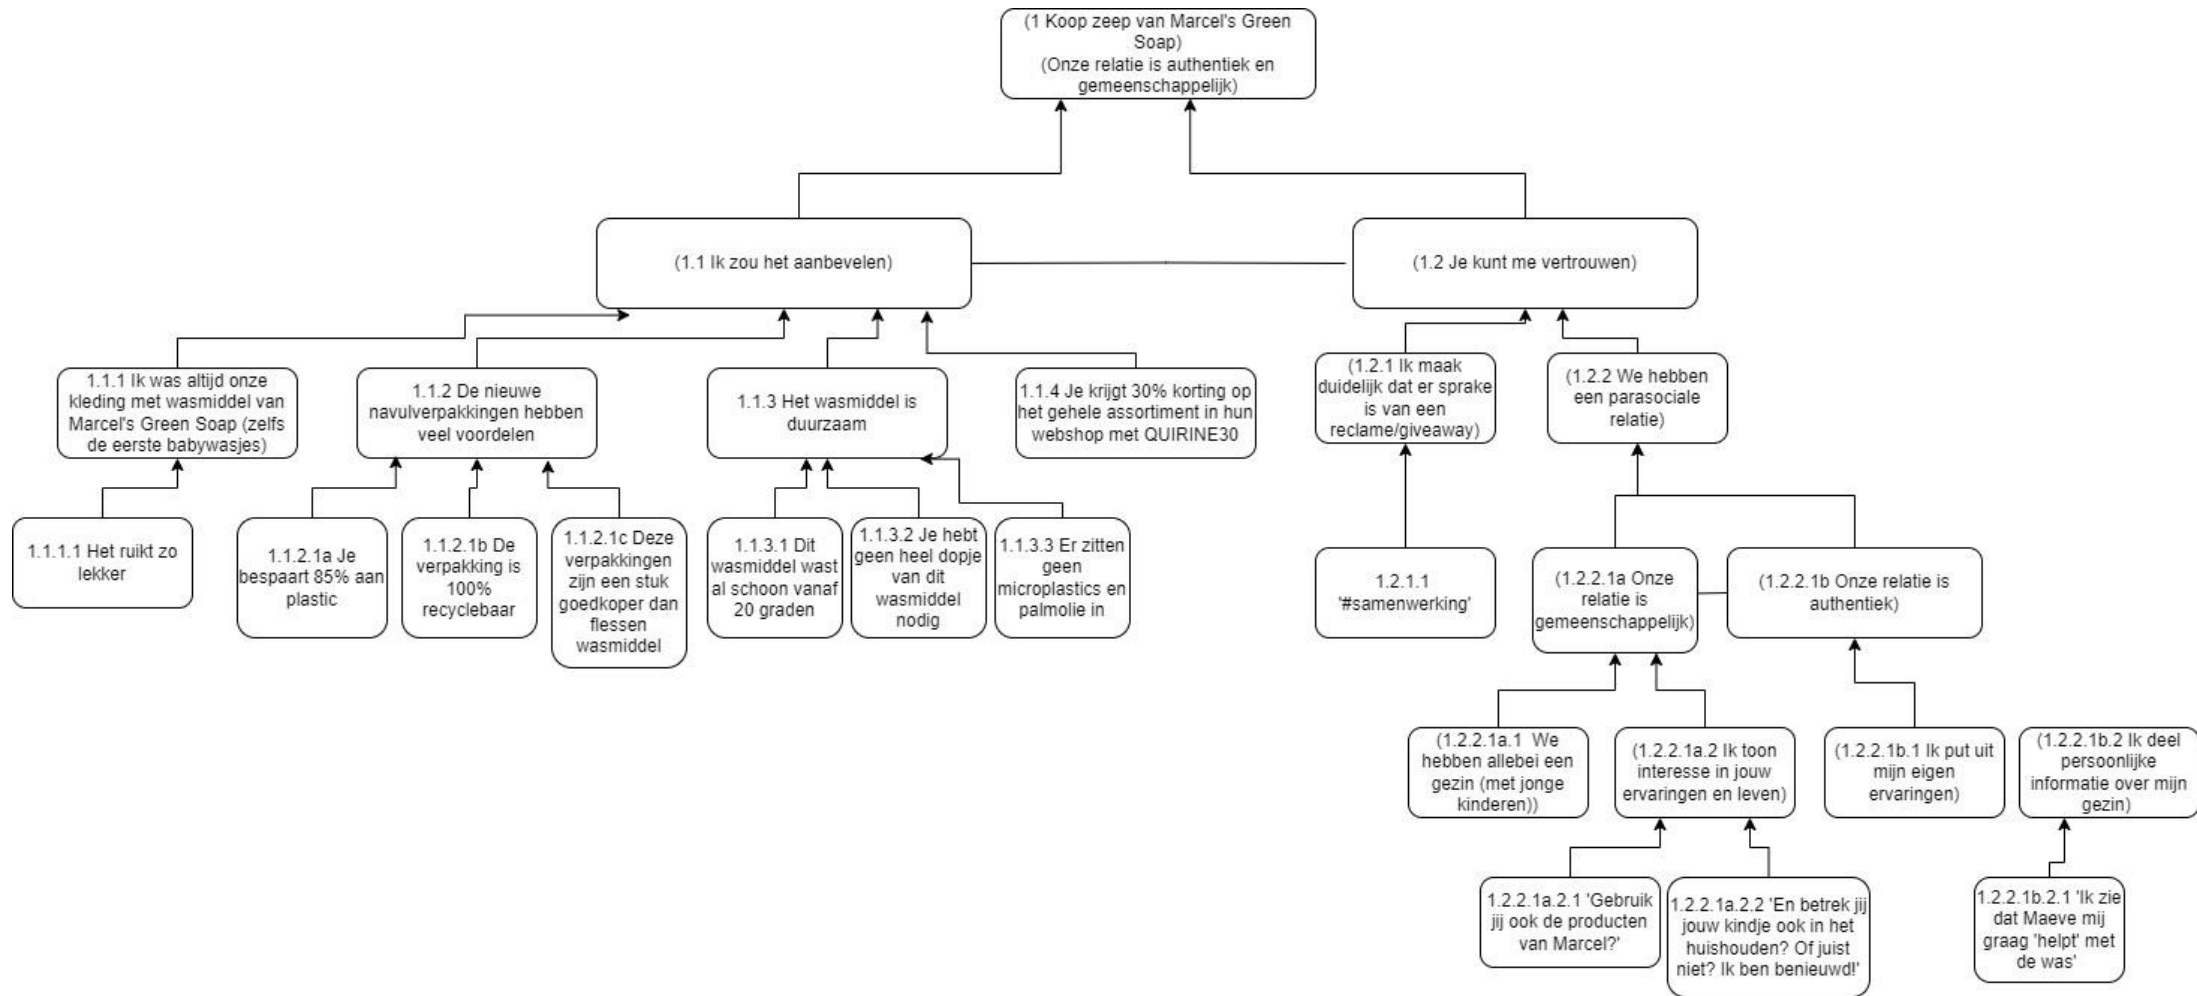 (1 Koop zeep van Marcel's Green
Soap)
(Onze relatie is authentiek en
gemeenschappelijk)
(1.1 Ik zou het aanbevelen)
(1.2 Je kunt me vertrouwen)
1.1.1 Ik was altijd onze
kleding met wasmiddel van
Marcel's Green Soap (zelfs
de eerste babywasjes)
1.1.2 De nieuwe
navulverpakkingen hebben
veel voordelen
1.1.3 Het wasmiddel is
duurzaam
1.1.4 Je krijgt 30% korting op
het gehele assortiment in hun
webshop met QUIRINE30
(1.2.1 Ik maak
duidelijk dat er sprake
is van een
reclame/giveaway)
(1.2.2 We hebben
een parasociale
relatie)
1.1.1.1 Het ruikt zo
lekker
1.1.2.1a Je
bespaart 85% aan
plastic
1.1.2.1b De
verpakking is
100%
recyclebaar
1.1.2.1c Deze
verpakkingen
zijn een stuk
goedkoper dan
flessen
wasmiddel
1.1.3.1 Dit
wasmiddel wast
al schoon vanaf
20 graden
1.1.3.2 Je hebt
geen heel dopje
van dit
wasmiddel
nodig
1.1.3.3 Er zitten
geen
microplastics en
palmolie in
1.2.1.1
'#samenwerking'
(1.2.2.1a Onze
relatie is
gemeenschappelijk)
(1.2.2.1b Onze relatie is
authentiek)
(1.2.2.1a.1 We
hebben allebei een
gezin (met jonge
kinderen))
(1.2.2.1a.2 Ik toon
interesse in jouw
ervaringen en leven)
(1.2.2.1b.1 Ik put uit
mijn eigen
ervaringen)
(1.2.2.1b.2 Ik deel
persoonlijke
informatie over mijn
gezin)
1.2.2.1a.2.1 'Gebruik
jij ook de producten
van Marcel?'
1.2.2.1a.2.2 'En betrek jij
jouw kindje ook in het
huishouden? Of juist
niet? Ik ben benieuwd!'
1.2.2.1b.2.1 'Ik zie
dat Maeve mij
graag 'helpt' met
de was'